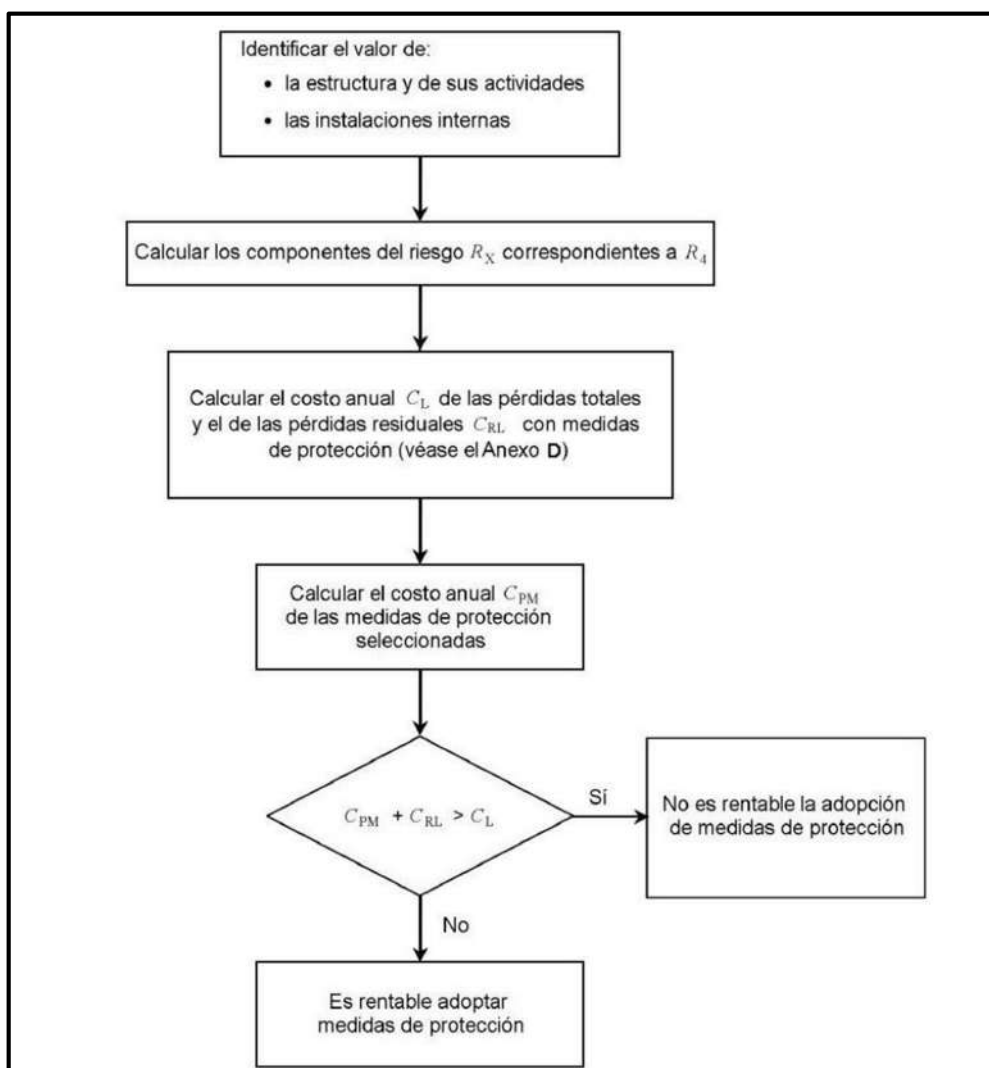 Identificar el valor de:
• la estructura y de sus actividades
• las instalaciones internas
Calcular los componentes del riesgo R_X correspondientes a R_4
Calcular el costo anual C_L de las pérdidas totales
y el de las pérdidas residuales C_RL con medidas
de protección (véase el Anexo D)
Calcular el costo anual C_PM
de las medidas de protección
seleccionadas
C_PM + C_RL > C_L
Sí
No es rentable la adopción
de medidas de protección
No
Es rentable adoptar
medidas de protección